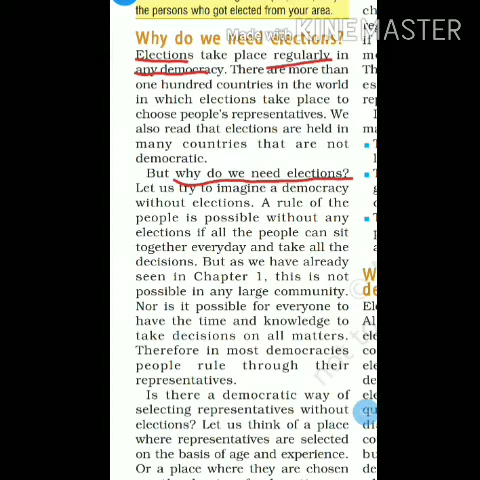 the persons who got elected from your area.
Why do we need elections?
Made with KINEMASTER
Elections take place regularly in
any democracy. There are more than
one hundred countries in the world
in which elections take place to
choose people's representatives. We
also read that elections are held in
many countries that are not
democratic.
But why do we need elections?
Let us try to imagine a democracy
without elections. A rule of the
people is possible without any
elections if all the people can sit
together everyday and take all the
decisions. But as we have already
seen in Chapter 1, this is not
possible in any large community.
Nor is it possible for everyone to
have the time and knowledge to
take decisions on all matters.
Therefore in most democracies
people rule through their
representatives.
Is there a democratic way of
selecting representatives without
elections? Let us think of a place
where representatives are selected
on the basis of age and experience.
Or a place where they are chosen